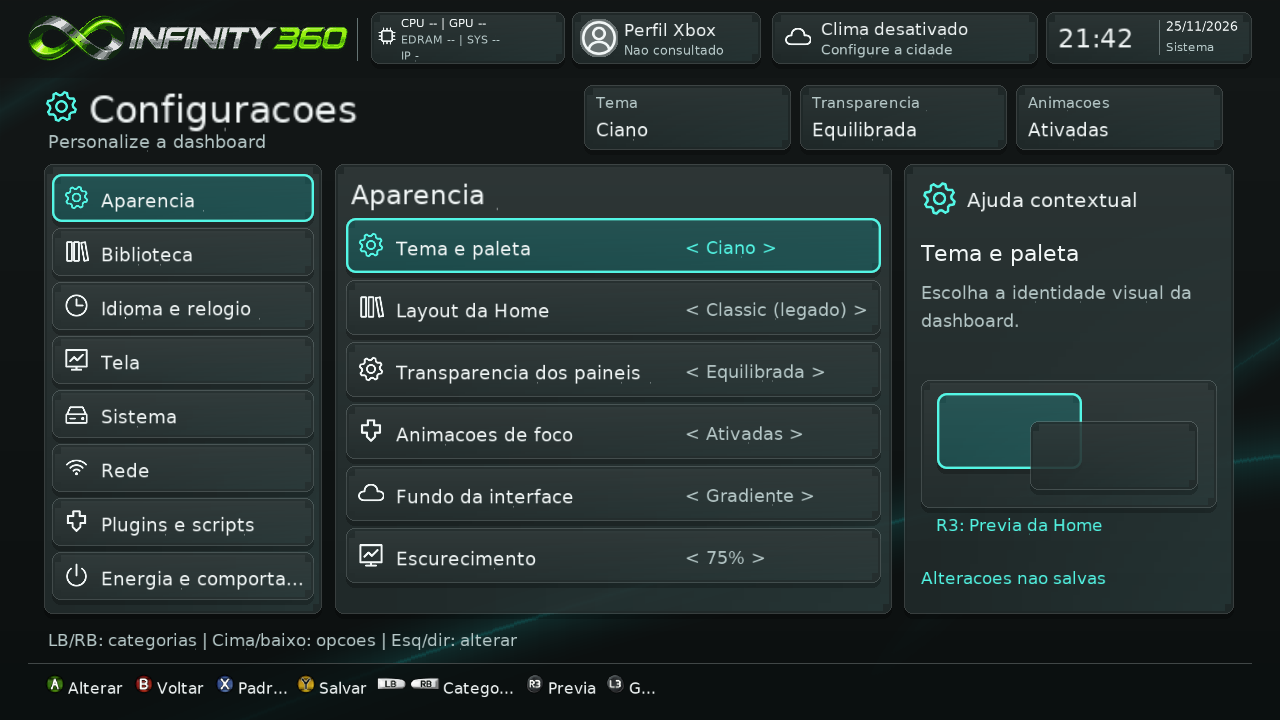 INFINITY 360
CPU -- | GPU --
EDRAM -- | SYS --
IP -
Perfil Xbox
Nao consultado
Clima desativado
Configure a cidade
21:42
25/11/2026
Sistema
Configuracoes
Personalize a dashboard
Tema
Ciano
Transparencia
Equilibrada
Animacoes
Ativadas
Aparencia
Biblioteca
Idioma e relogio
Tela
Sistema
Rede
Plugins e scripts
Energia e comporta...
Aparencia
Tema e paleta < Ciano >
Layout da Home < Classic (legado) >
Transparencia dos paineis < Equilibrada >
Animacoes de foco < Ativadas >
Fundo da interface < Gradiente >
Escurecimento < 75% >
Ajuda contextual
Tema e paleta
Escolha a identidade visual da
dashboard.
R3: Previa da Home
Alteracoes nao salvas
LB/RB: categorias | Cima/baixo: opcoes | Esq/dir: alterar
A Alterar B Voltar X Padr... Y Salvar LB RB Catego... R3 Previa L3 G...